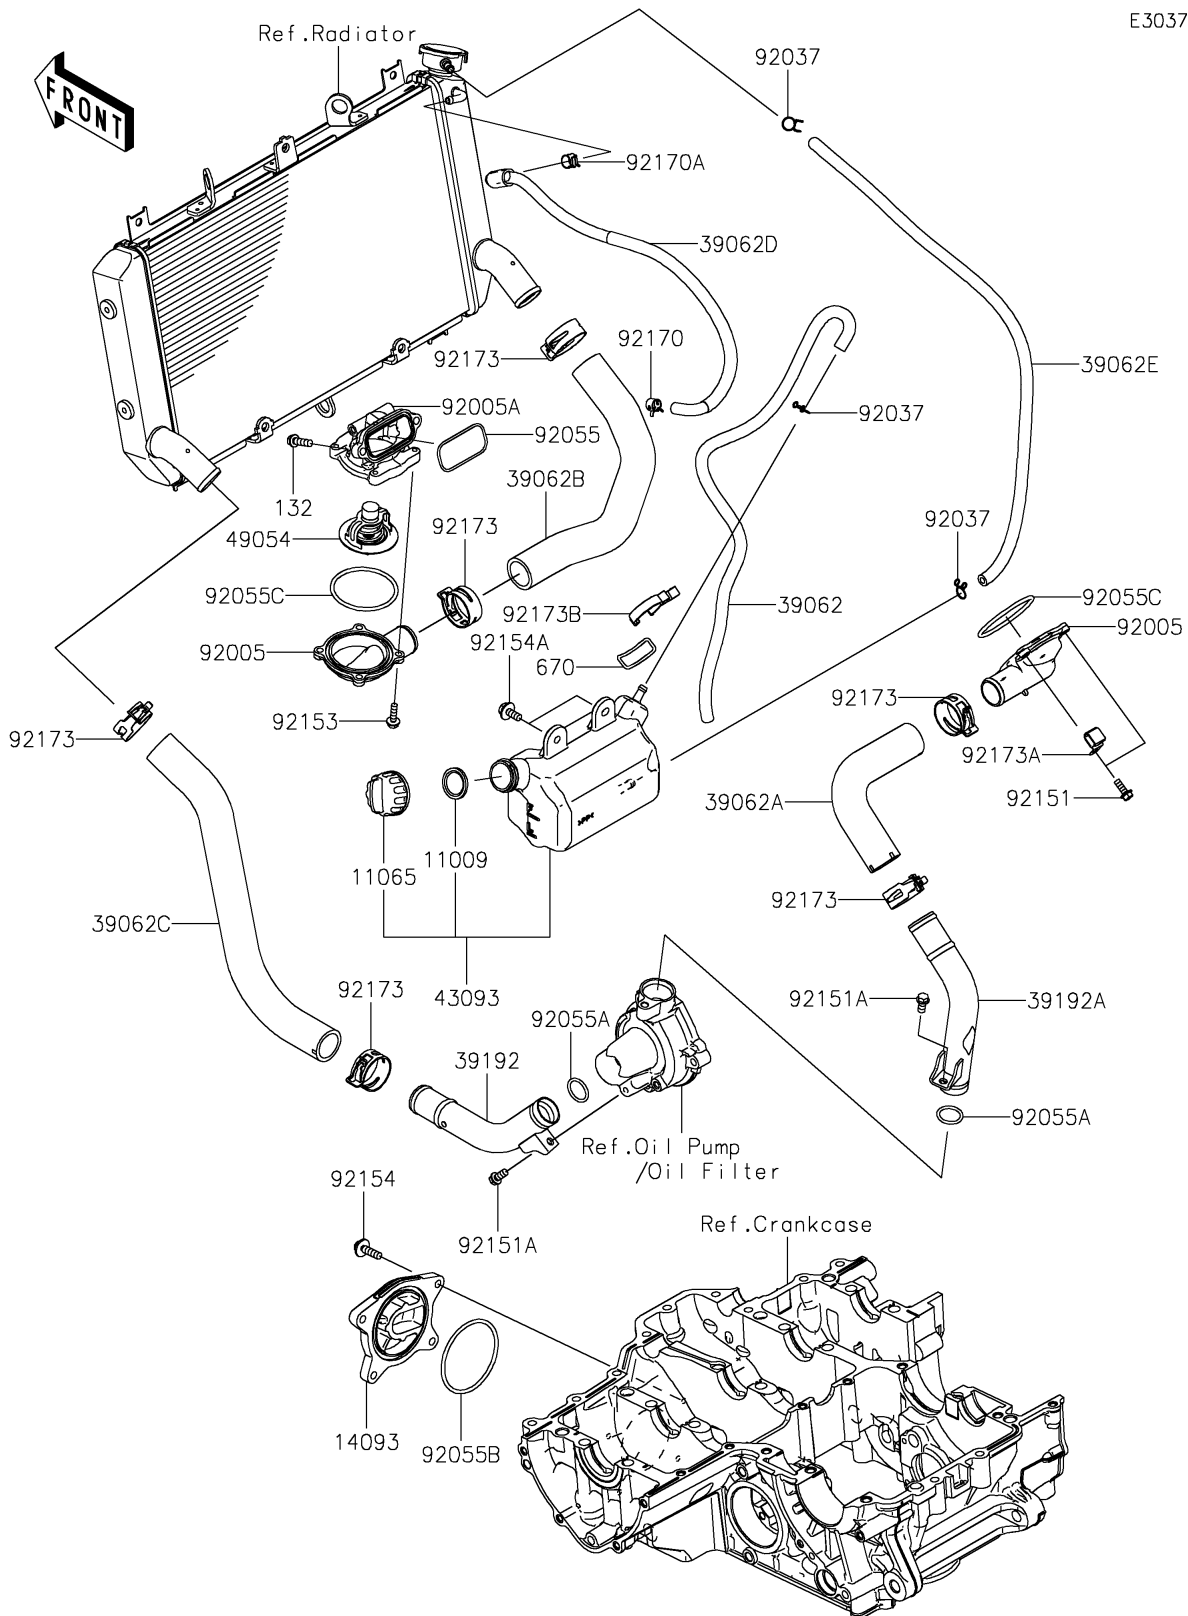 E3037
Ref.Radiator
FRONT
92037
92170A
39062D
92173
92170
39062E
92005A
92037
92055
132
39062B
49054
92173
92037
92055C
92173B
39062
92055C
92005
92154A
92005
670
92173
92153
92173
92173A
39062A
92151
11009
11065
92173
39062C
43093
92173
92151A
39192A
92055A
39192
92055A
Ref.Oil Pump
/Oil Filter
92154
92151A
Ref.Crankcase
14093
92055B